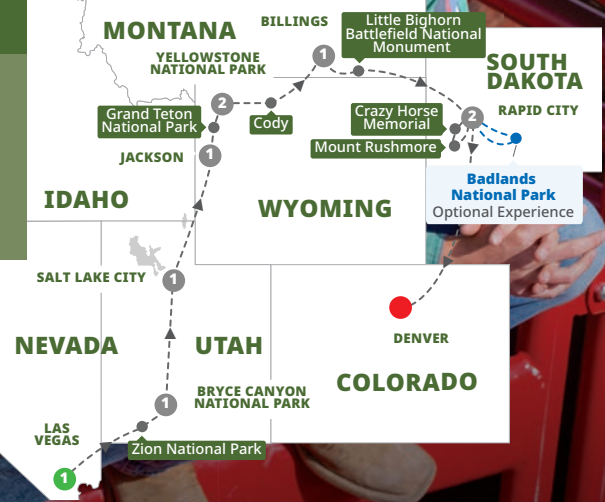 MONTANA
BILLINGS
Little Bighorn
Battlefield National
Monument
YELLOWSTONE
NATIONAL PARK
1
SOUTH
DAKOTA
2
Grand Teton
National Park
Cody
Crazy Horse
Memorial
2
RAPID CITY
Mount Rushmore
JACKSON
1
Badlands
National Park
Optional Experience
IDAHO
WYOMING
SALT LAKE CITY
1
DENVER
NEVADA
UTAH
COLORADO
BRYCE CANYON
NATIONAL PARK
1
LAS
VEGAS
Zion National Park
1